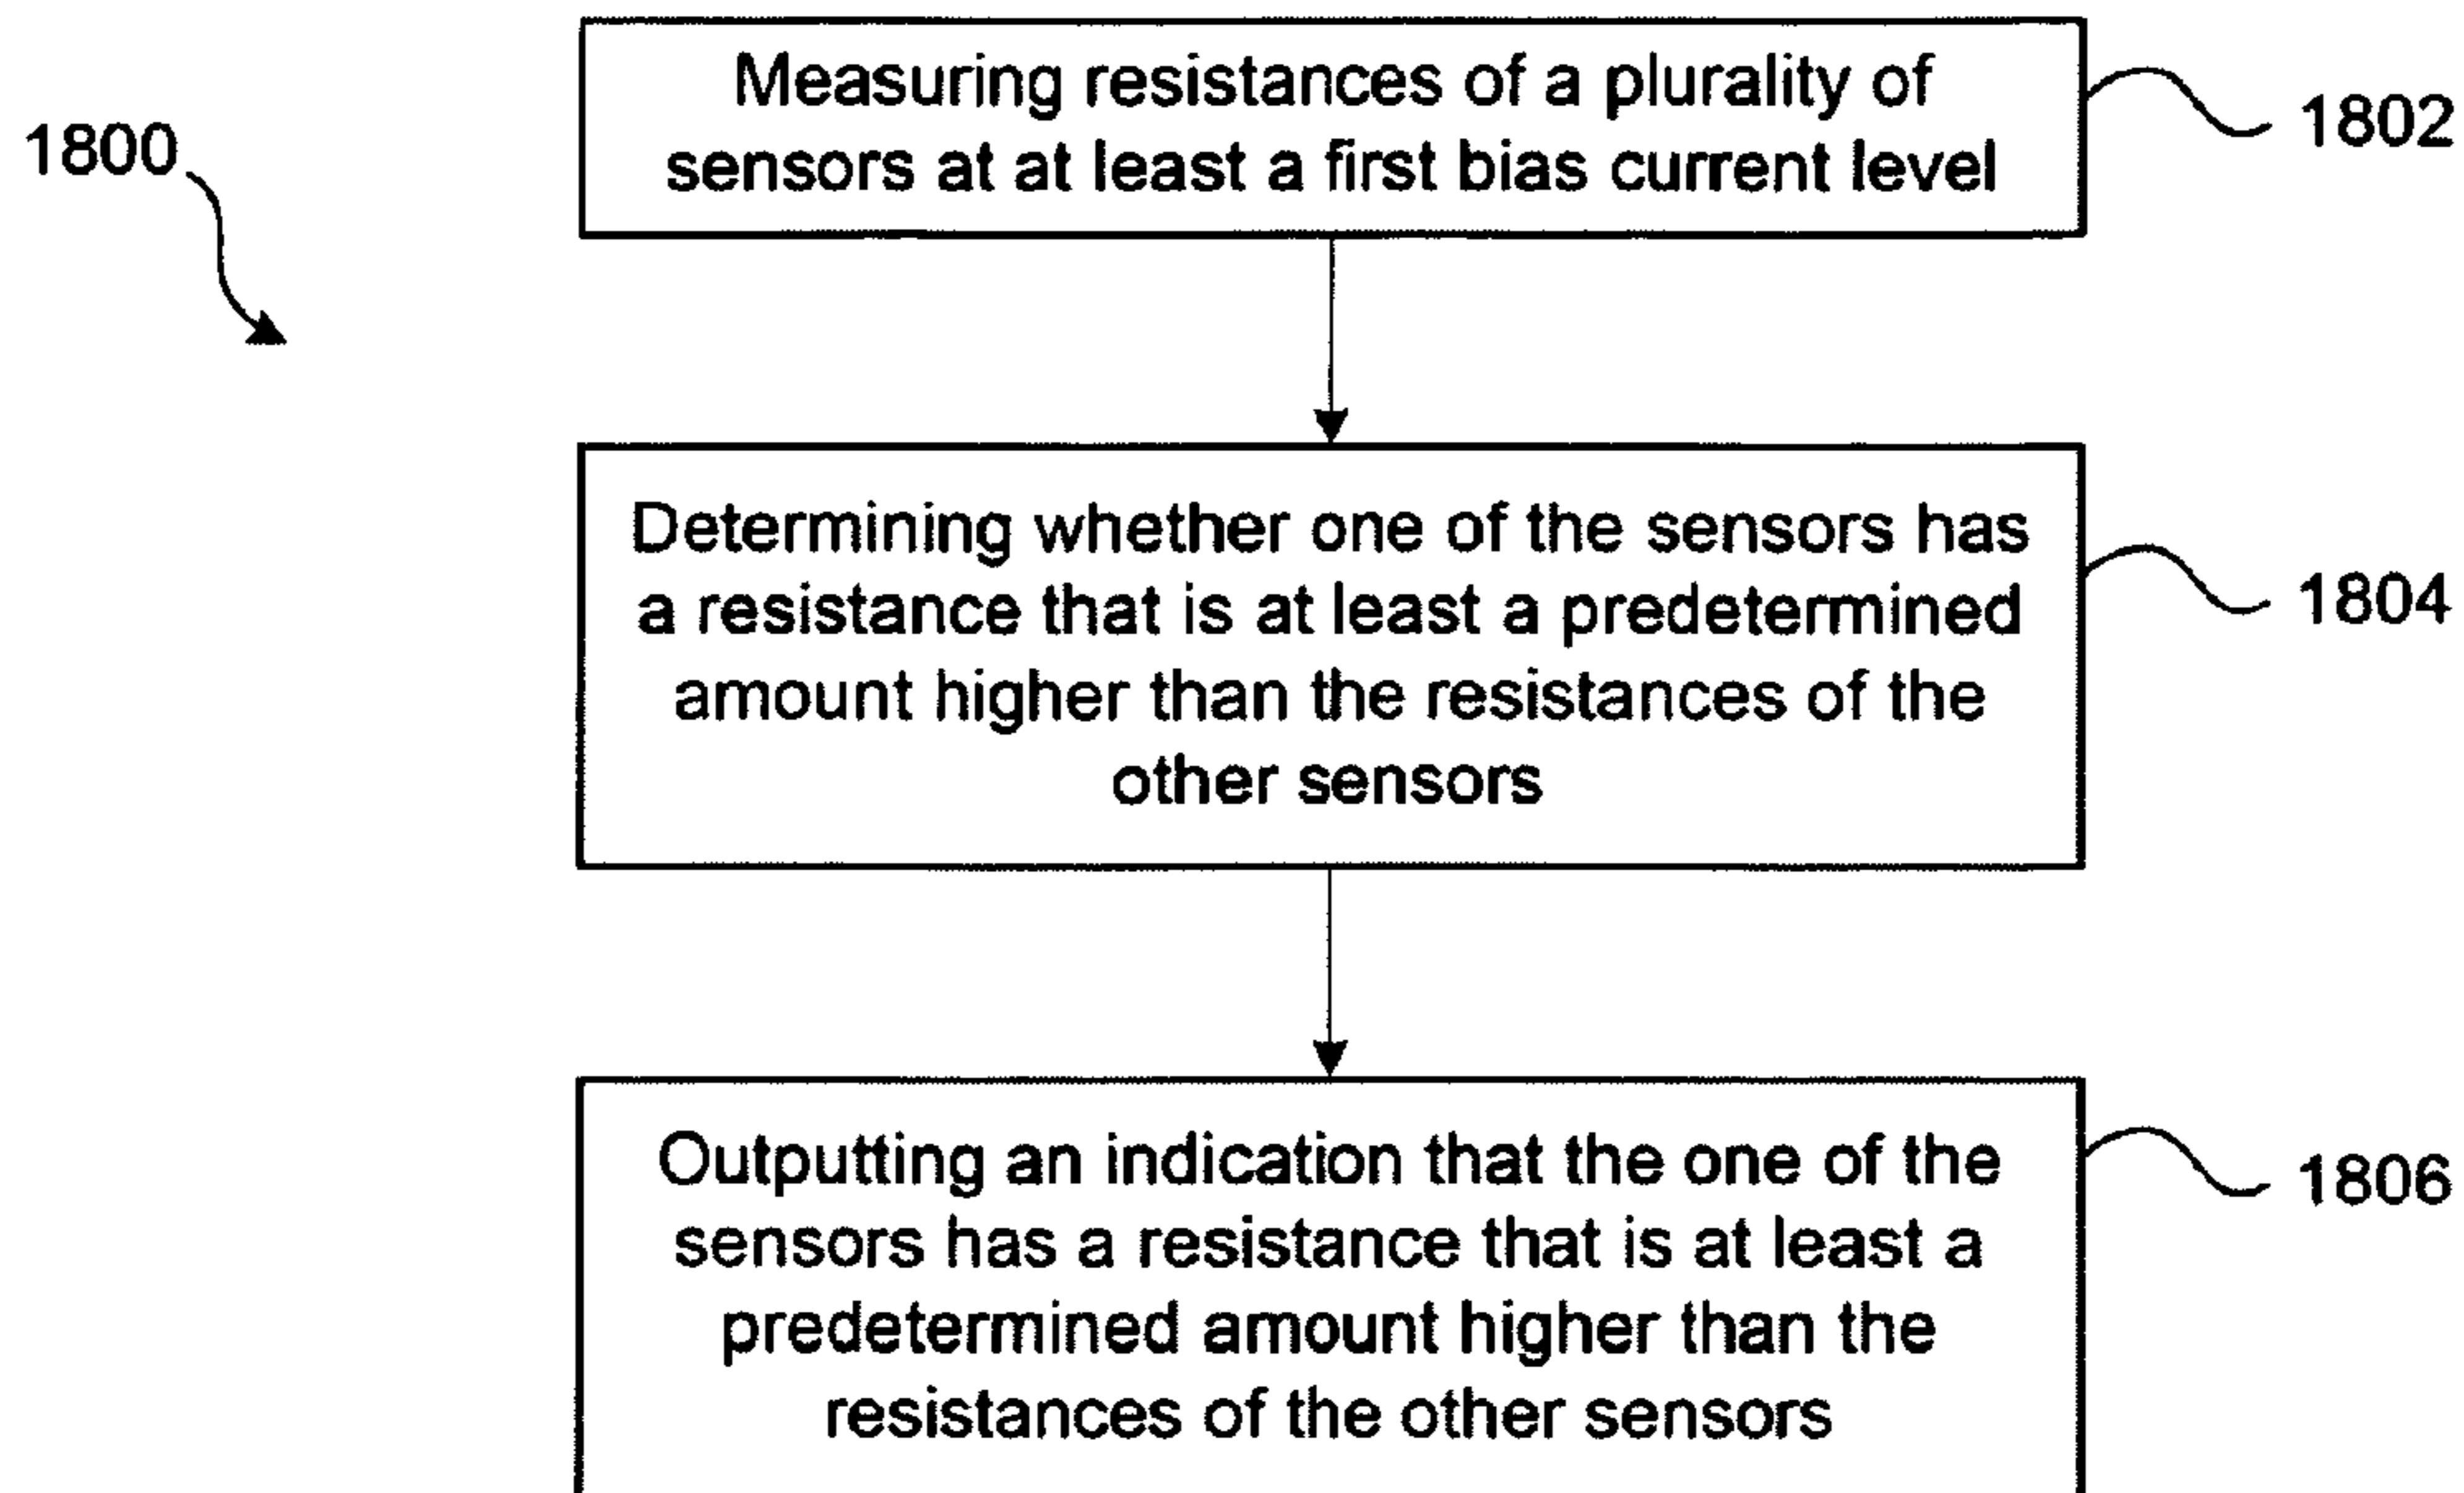 1800
Measuring resistances of a plurality of
sensors at at least a first bias current level
1802
Determining whether one of the sensors has
a resistance that is at least a predetermined
amount higher than the resistances of the
other sensors
1804
Outputting an indication that the one of the
sensors has a resistance that is at least a
predetermined amount higher than the
resistances of the other sensors
1806